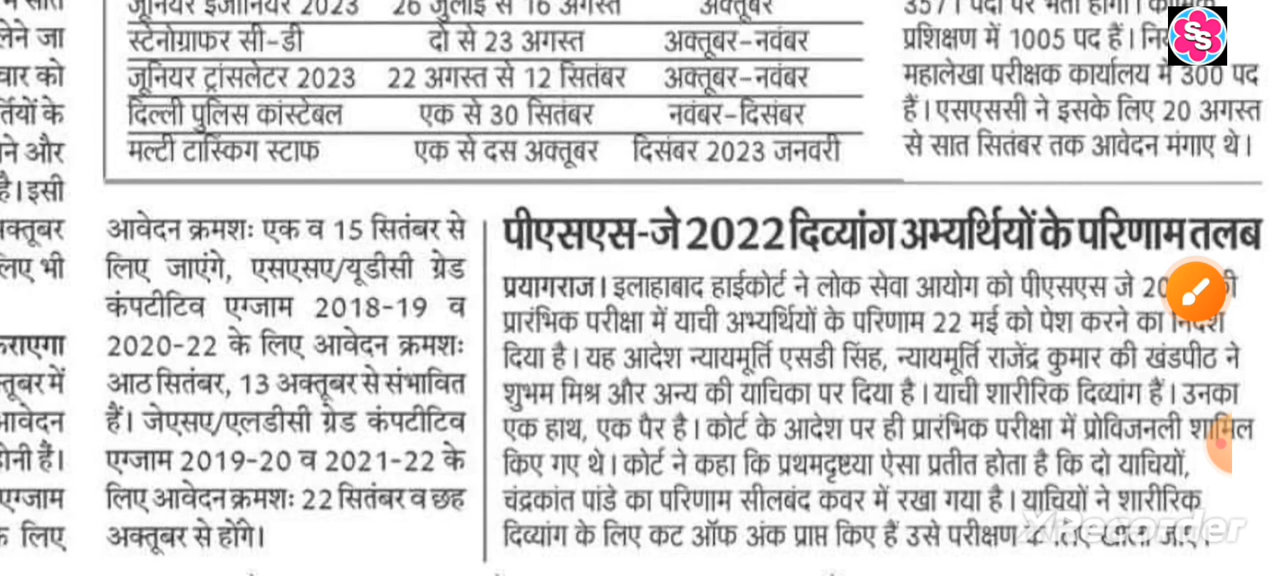 जूनियर इंजीनियर 2023 26 जुलाई से 16 अगस्त अक्तूबर
स्टेनोग्राफर सी-डी दो से 23 अगस्त अक्तूबर-नवंबर
जूनियर ट्रांसलेटर 2023 22 अगस्त से 12 सितंबर अक्तूबर-नवंबर
दिल्ली पुलिस कांस्टेबल एक से 30 सितंबर नवंबर-दिसंबर
मल्टी टास्किंग स्टाफ एक से दस अक्तूबर दिसंबर 2023 जनवरी
पदों पर भर्ती होगी।
प्रशिक्षण में 1005 पद हैं।
महालेखा परीक्षक कार्यालय में 300 पद
हैं। एसएससी ने इसके लिए 20 अगस्त
से सात सितंबर तक आवेदन मंगाए थे।
SS
लेने जा
वार को
र्तियों के
ने और
है। इसी
क्तूबर
लिए भी
कराएगा
तूबर में
आवेदन
होनी हैं।
एग्जाम
लिए
आवेदन क्रमशः एक व 15 सितंबर से
लिए जाएंगे, एसएसए/यूडीसी ग्रेड
कंपटीटिव एग्जाम 2018-19 व
2020-22 के लिए आवेदन क्रमशः
आठ सितंबर, 13 अक्तूबर से संभावित
हैं। जेएसए/एलडीसी ग्रेड कंपटीटिव
एग्जाम 2019-20 व 2021-22 के
लिए आवेदन क्रमशः 22 सितंबर व छह
अक्तूबर से होंगे।
पीएसएस-जे 2022 दिव्यांग अभ्यर्थियों के परिणाम तलब
प्रयागराज। इलाहाबाद हाईकोर्ट ने लोक सेवा आयोग को पीएसएस जे 20
प्रारंभिक परीक्षा में याची अभ्यर्थियों के परिणाम 22 मई को पेश करने का निर्देश
दिया है। यह आदेश न्यायमूर्ति एसडी सिंह, न्यायमूर्ति राजेंद्र कुमार की खंडपीठ ने
शुभम मिश्र और अन्य की याचिका पर दिया है। याची शारीरिक दिव्यांग हैं। उनका
एक हाथ, एक पैर है। कोर्ट के आदेश पर ही प्रारंभिक परीक्षा में प्रोविजनली शामिल
किए गए थे। कोर्ट ने कहा कि प्रथमदृष्टया ऐसा प्रतीत होता है कि दो याचियों,
चंद्रकांत पांडे का परिणाम सीलबंद कवर में रखा गया है। याचियों ने शारीरिक
दिव्यांग के लिए कट ऑफ अंक प्राप्त किए हैं उसे परीक्षण के लिए खोला जाए।
XRecorder